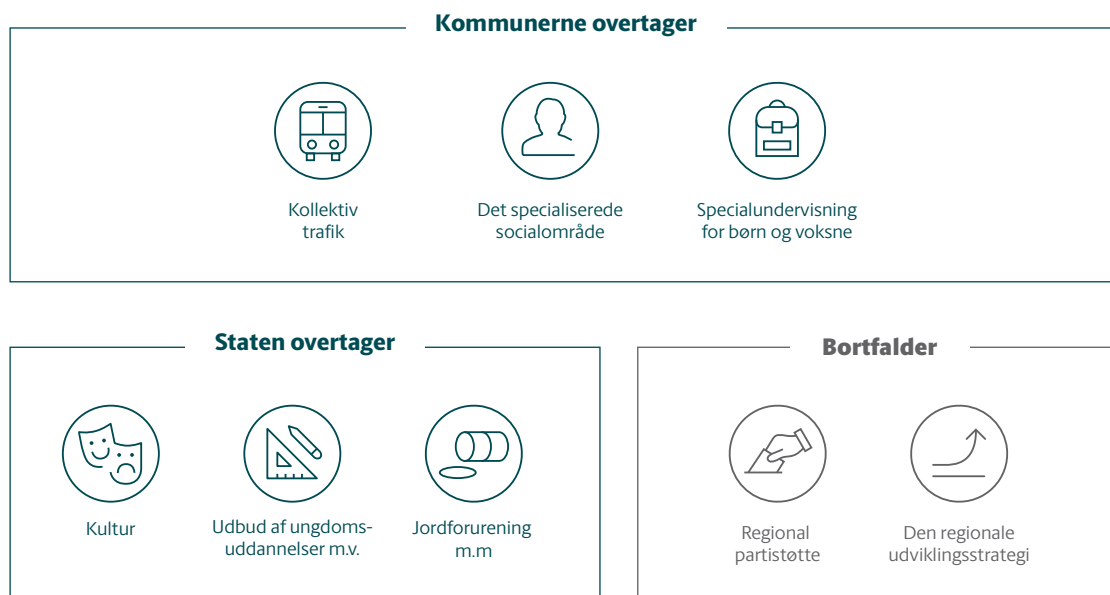 Kommunerne overtager
Kollektiv
trafik
Det specialiserede
socialområde
Specialundervisning
for børn og voksne
Staten overtager
Kultur
Udbud af ungdoms-
uddannelser m.v.
Jordforurening
m.m
Bortfalder
Regional
partistøtte
Den regionale
udviklingsstrategi